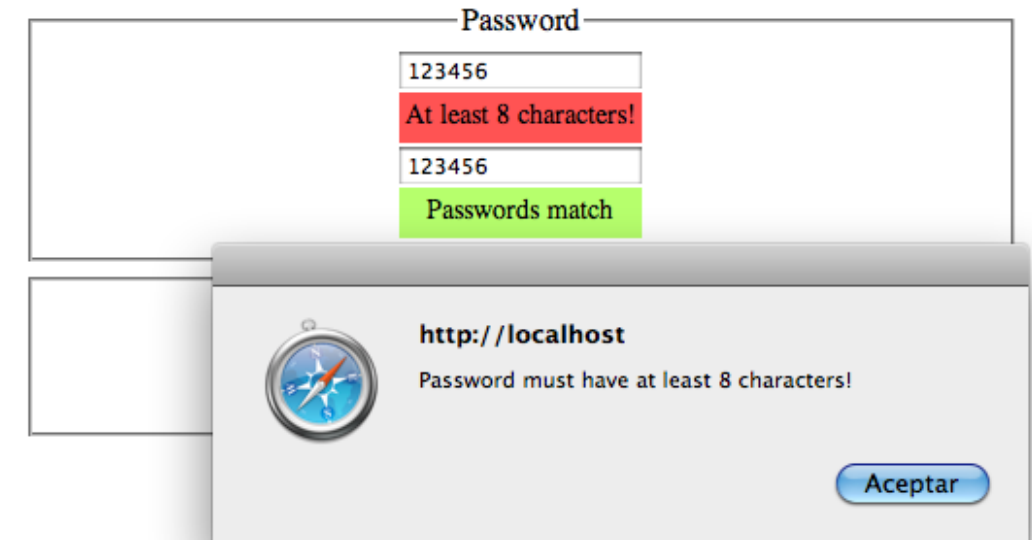 Password
123456
At least 8 characters!
123456
Passwords match
http://localhost
Password must have at least 8 characters!
Aceptar